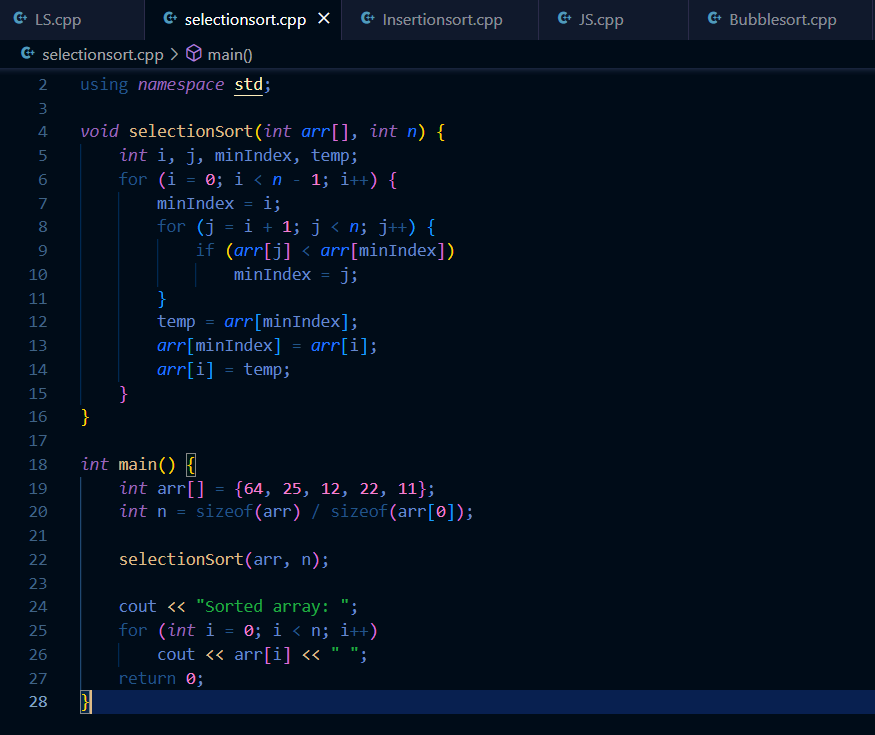 LS.cpp selectionsort.cpp Insertionsort.cpp JS.cpp Bubblesort.cpp
selectionsort.cpp > main()
2 using namespace std;
3
4 void selectionSort(int arr[], int n) {
5     int i, j, minIndex, temp;
6     for (i = 0; i < n - 1; i++) {
7         minIndex = i;
8         for (j = i + 1; j < n; j++) {
9             if (arr[j] < arr[minIndex])
10                 minIndex = j;
11         }
12         temp = arr[minIndex];
13         arr[minIndex] = arr[i];
14         arr[i] = temp;
15     }
16 }
17
18 int main() {
19     int arr[] = {64, 25, 12, 22, 11};
20     int n = sizeof(arr) / sizeof(arr[0]);
21
22     selectionSort(arr, n);
23
24     cout << "Sorted array: ";
25     for (int i = 0; i < n; i++)
26         cout << arr[i] << " ";
27     return 0;
28 }